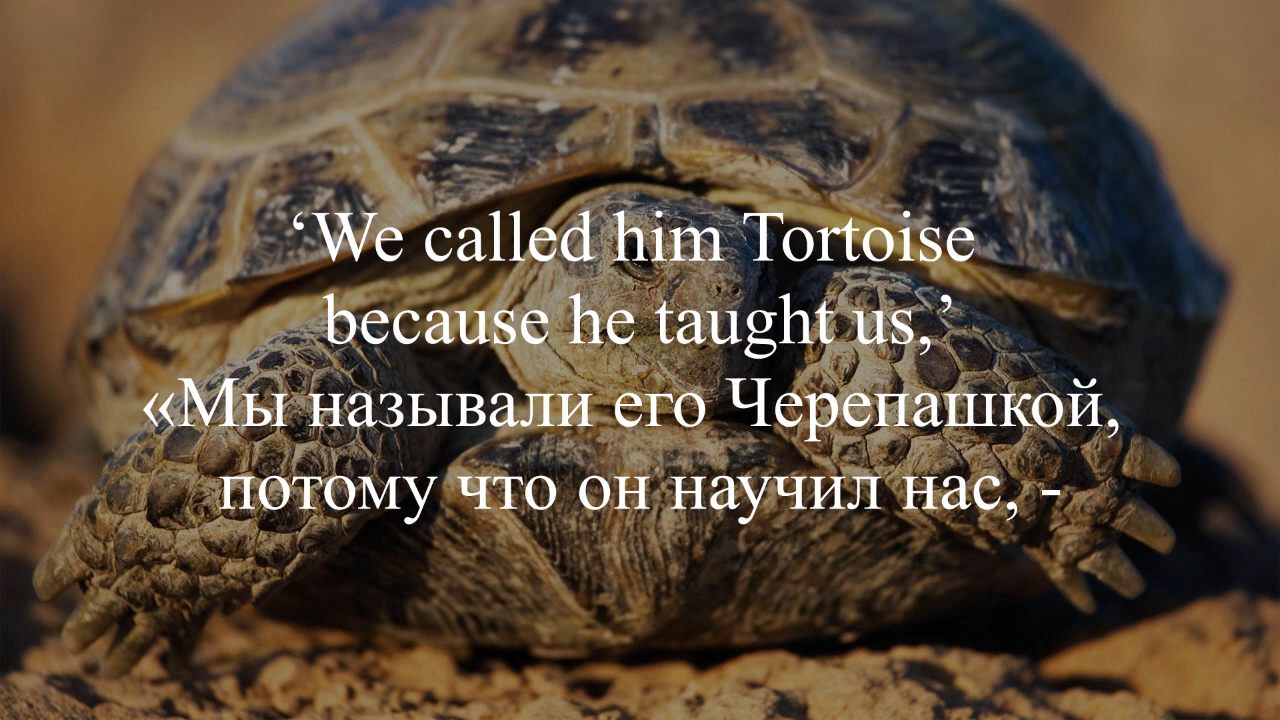 ‘We called him Tortoise
because he taught us,’
«Мы называли его Черепашкой,
потому что он научил нас, -